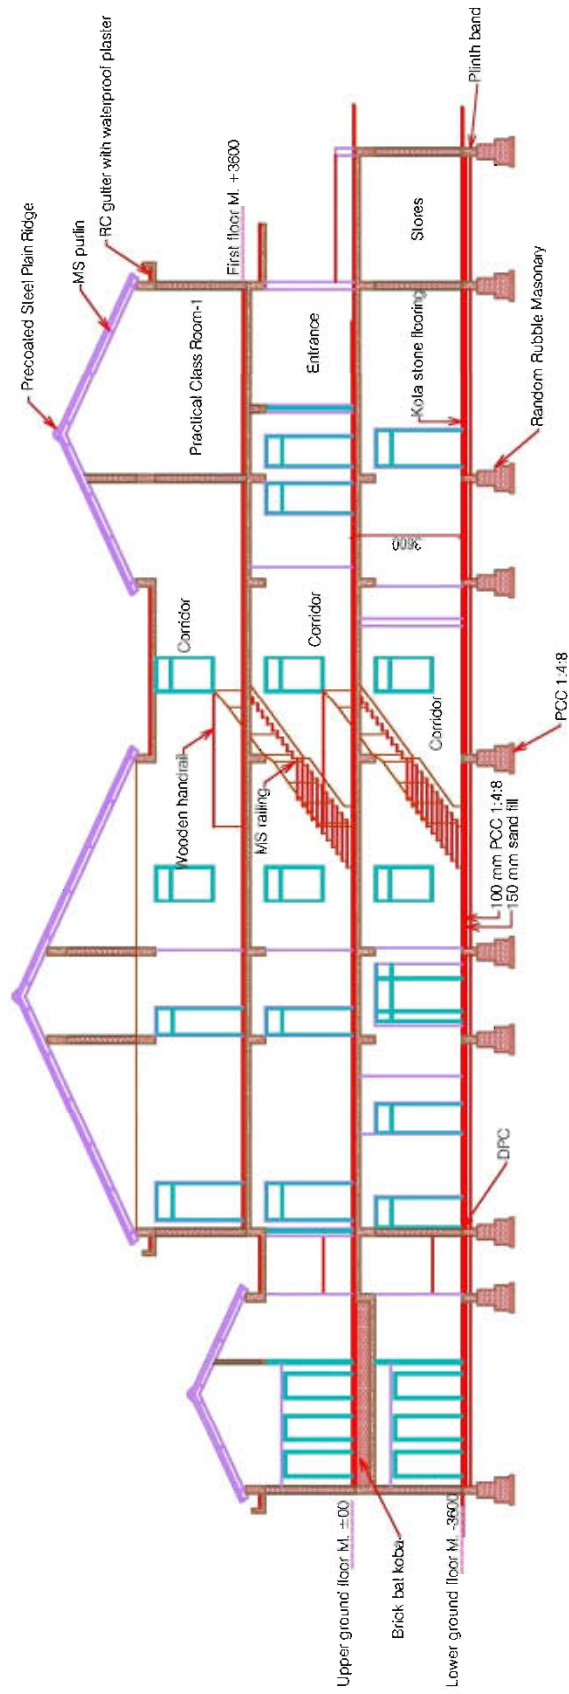 Precoated Steel Plain Ridge
MS purlin
RC gutter with waterproof plaster
First floor M. +3600
Practical Class Room-1
Corridor
Wooden handrail
Entrance
Corridor
MS railing
Upper ground floor M. ±00
Stores
Kota stone flooring
3600
Corridor
Brick bat koba
Lower ground floor M. -3600
Plinth band
Random Rubble Masonary
PCC 1:4:8
100 mm PCC 1:4:8
150 mm sand fill
DPC